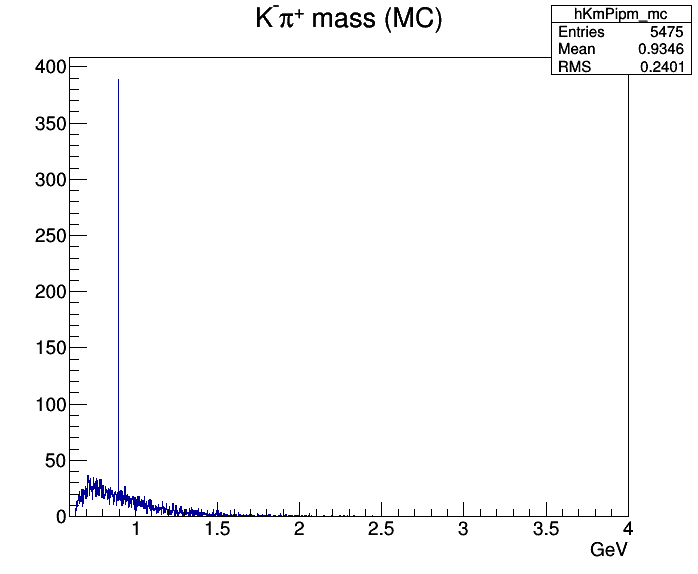 K⁻π⁺ mass (MC)
hKmPipm_mc
Entries 5475
Mean 0.9346
RMS 0.2401
400
350
300
250
200
150
100
50
0
1 1.5 2 2.5 3 3.5 4
GeV